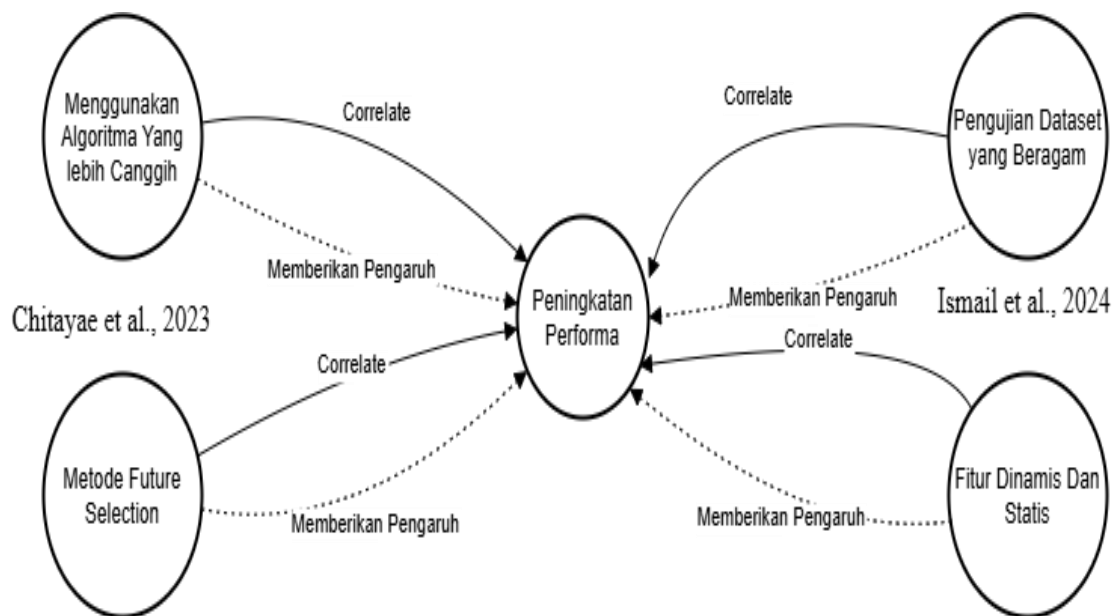 Menggunakan
Algoritma Yang
lebih Canggih
Correlate
Memberikan Pengaruh
Chitayae et al., 2023
Metode Future
Selection
Correlate
Memberikan Pengaruh
Peningkatan
Performa
Correlate
Pengujian Dataset
yang Beragam
Memberikan Pengaruh
Ismail et al., 2024
Correlate
Fitur Dinamis Dan
Statis
Memberikan Pengaruh